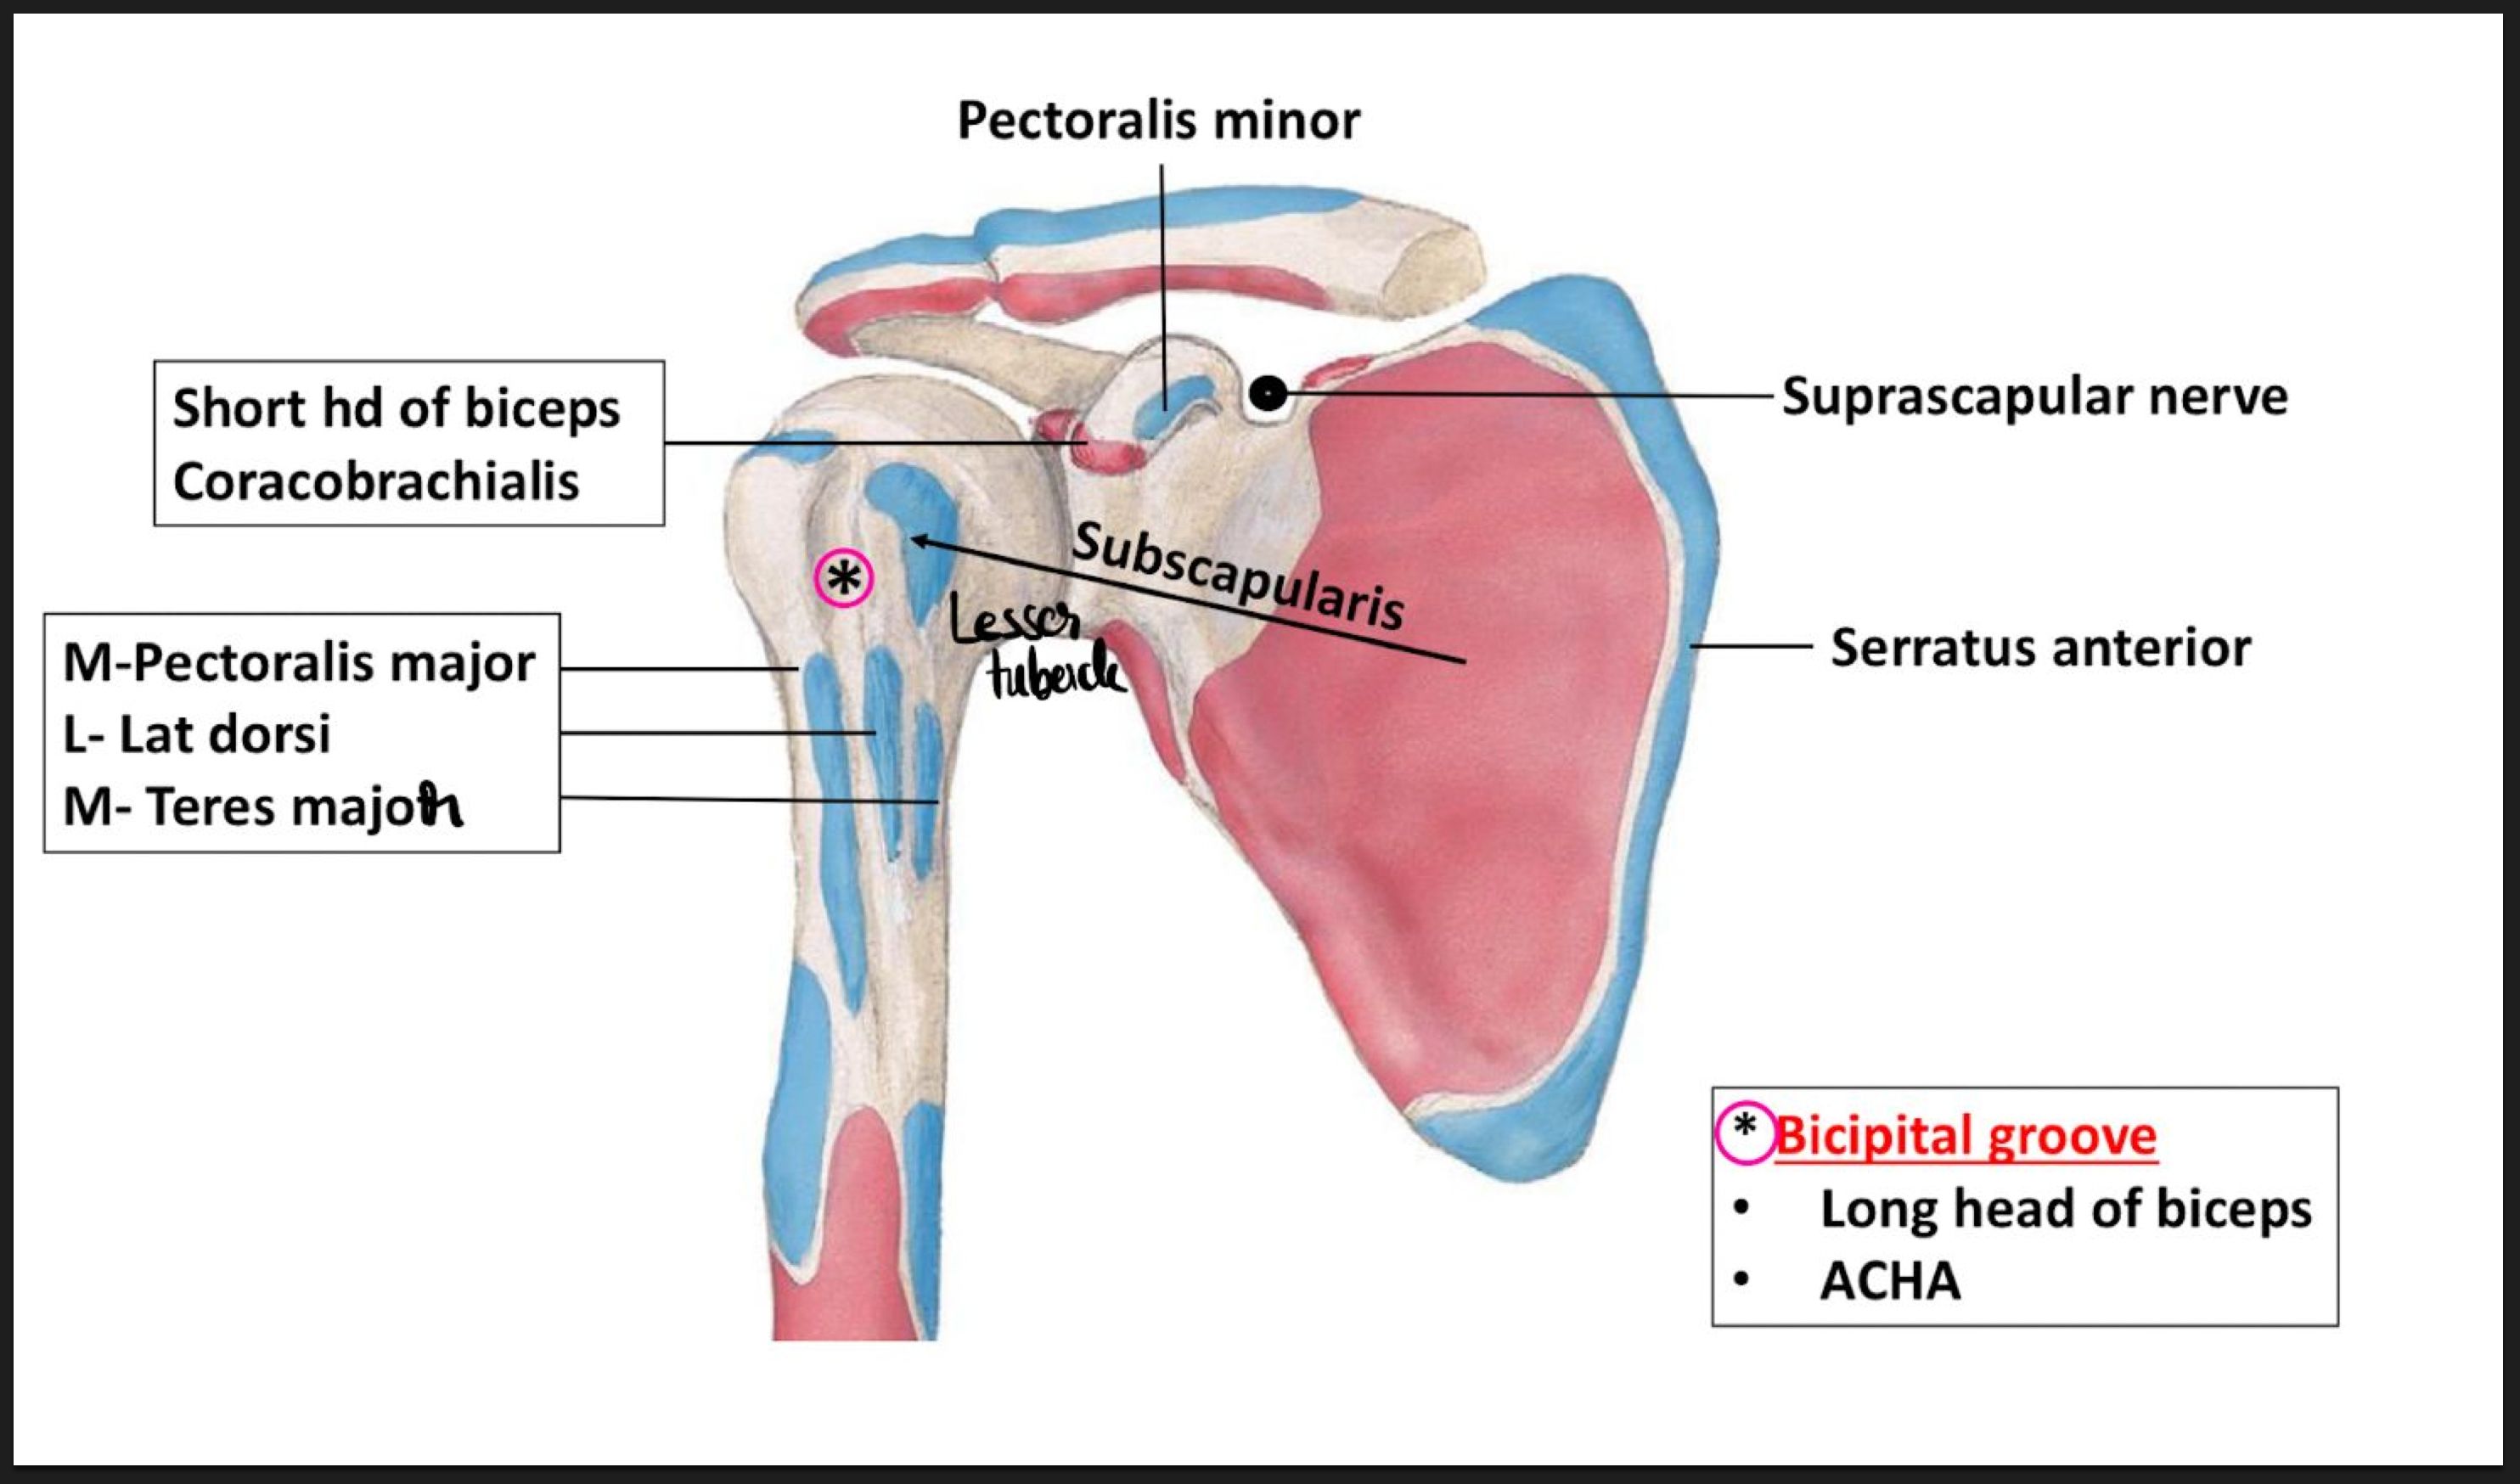 Pectoralis minor
Short hd of biceps
Coracobrachialis
Suprascapular nerve
Subscapularis
Lesser
tubercle
M-Pectoralis major
L- Lat dorsi
M- Teres major
Serratus anterior
* Bicipital groove
• Long head of biceps
• ACHA
*